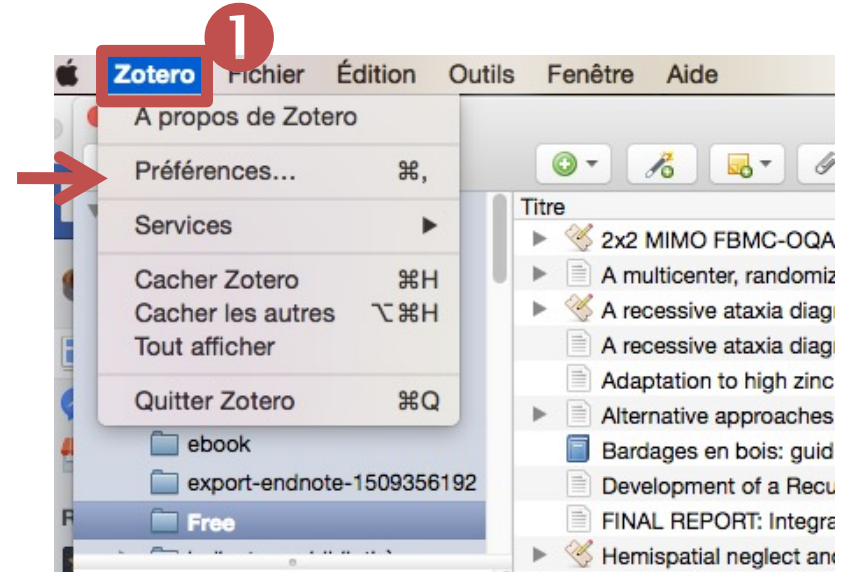 1
Zotero Fichier Édition Outils Fenêtre Aide
A propos de Zotero
Préférences... ⌘,
Services ▶
Cacher Zotero ⌘H
Cacher les autres ⌥⌘H
Tout afficher
Quitter Zotero ⌘Q
ebook
export-endnote-1509356192
Free
Titre
2x2 MIMO FBMC-OQA
A multicenter, randomiz
A recessive ataxia diag
A recessive ataxia diag
Adaptation to high zinc
Alternative approaches
Bardages en bois: guid
Development of a Recu
FINAL REPORT: Integra
Hemispatial neglect and